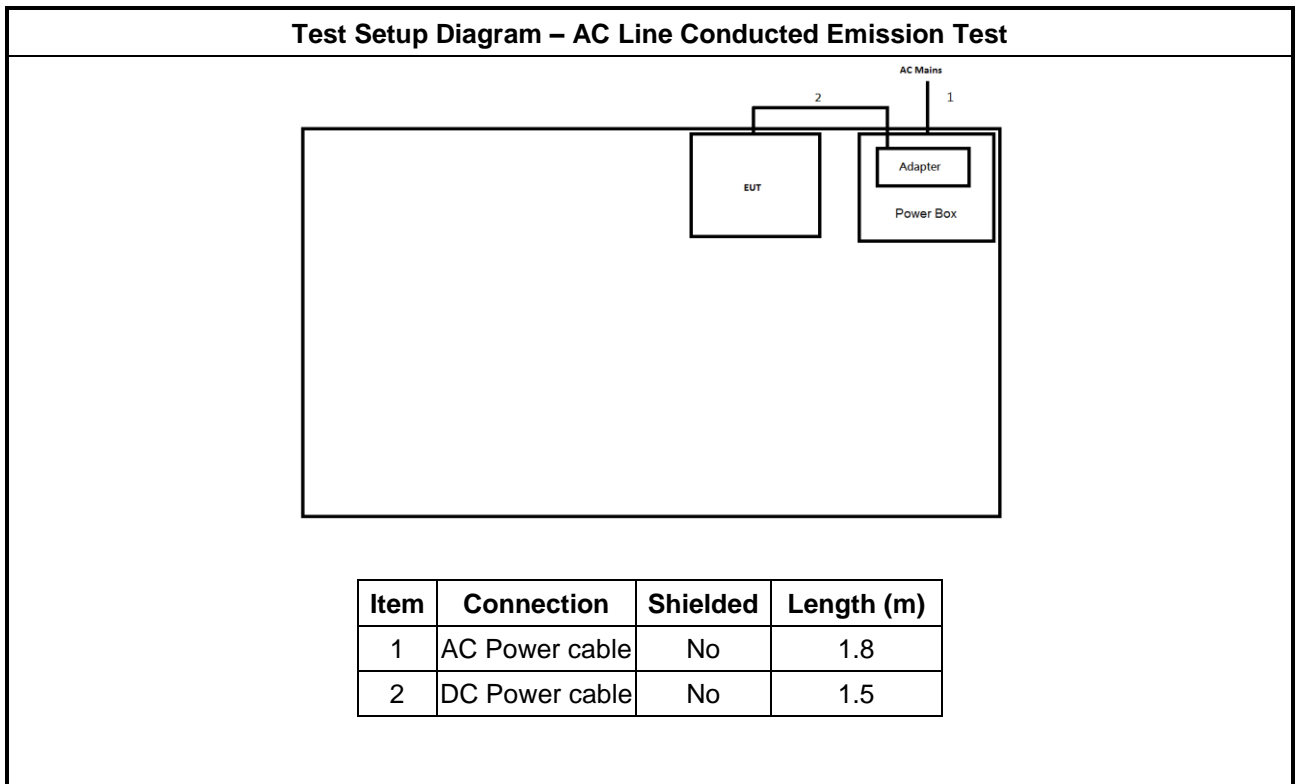 Test Setup Diagram – AC Line Conducted Emission Test
AC Mains
2
1
Adapter
EUT
Power Box
Item Connection Shielded Length (m)
1 AC Power cable No 1.8
2 DC Power cable No 1.5